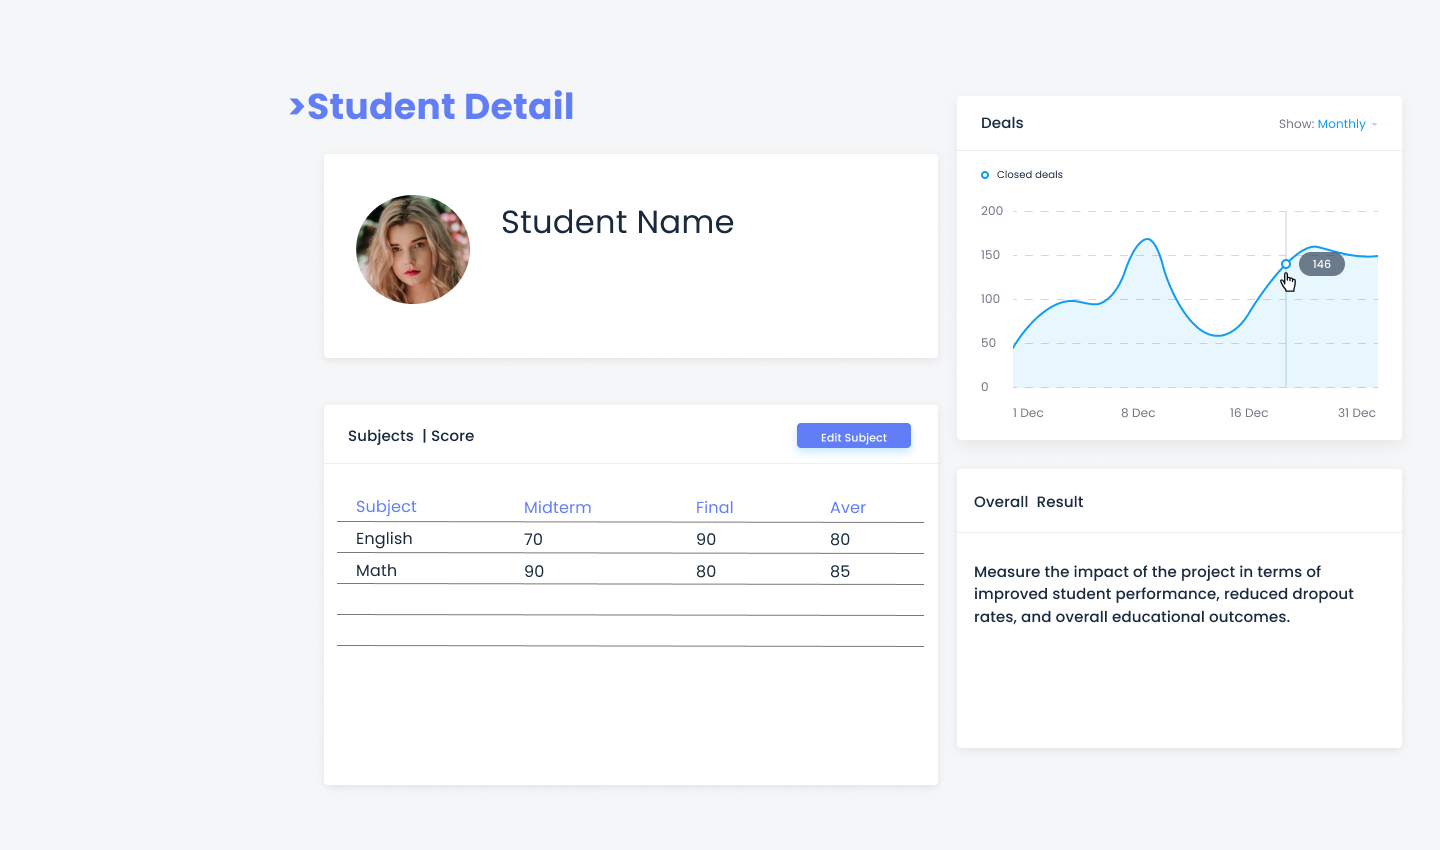 >Student Detail
Student Name
Subjects | Score
Edit Subject
Subject Midterm Final Aver
English 70 90 80
Math 90 80 85
Deals
Show: Monthly
Closed deals
200
150
146
100
50
0
1 Dec 8 Dec 16 Dec 31 Dec
Overall Result
Measure the impact of the project in terms of
improved student performance, reduced dropout
rates, and overall educational outcomes.